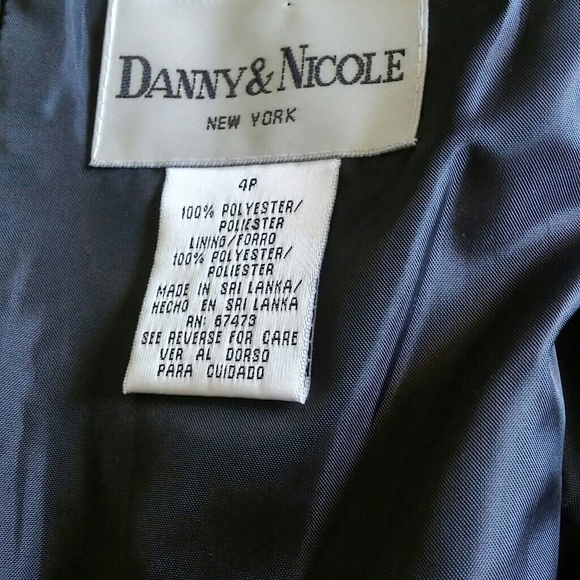 DANNY & NICOLE
NEW YORK
4P
100% POLYESTER/
POLIESTER
LINING/FORRO
100% POLYESTER/
POLIESTER
MADE IN SRI LANKA/
HECHO EN SRI LANKA
RN: 67473
SEE REVERSE FOR CARE
VER AL DORSO
PARA CUIDADO